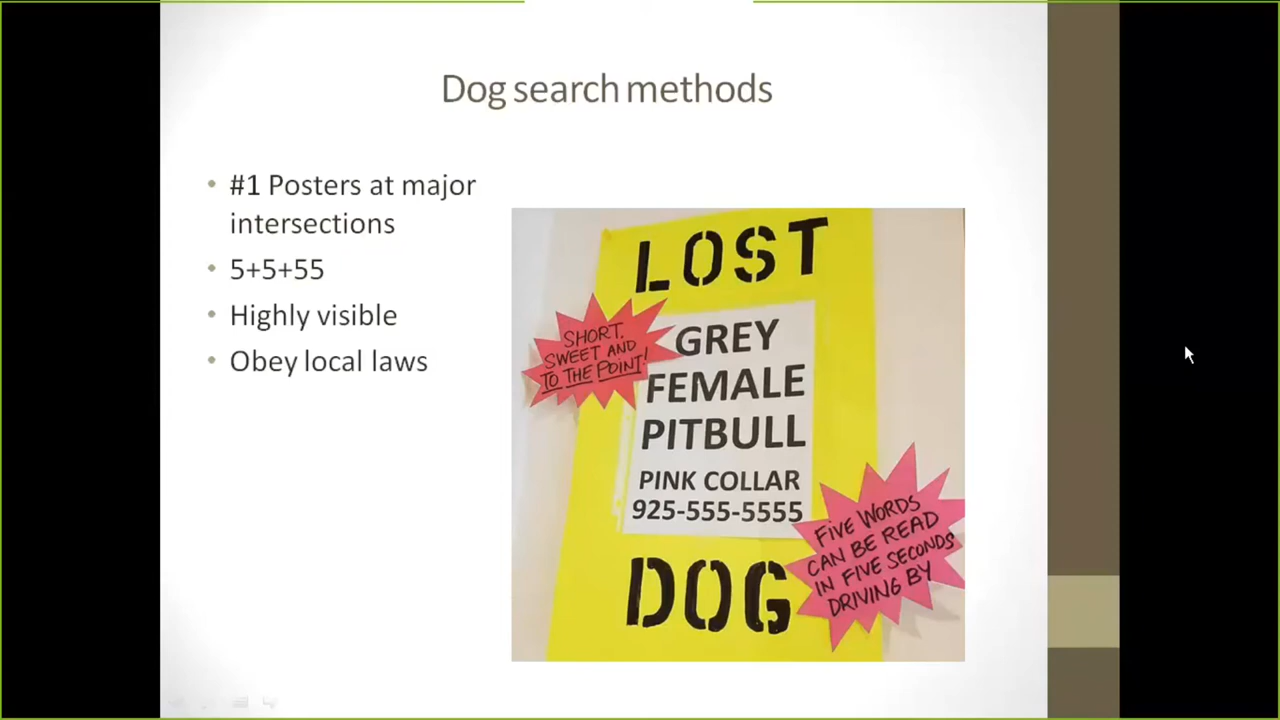 Dog search methods
#1 Posters at major
intersections
5+5+55
Highly visible
Obey local laws
LOST
SHORT,
SWEET AND
TO THE POINT!
GREY
FEMALE
PITBULL
PINK COLLAR
925-555-5555
FIVE WORDS
CAN BE READ
IN FIVE SECONDS
DRIVING BY
DOG